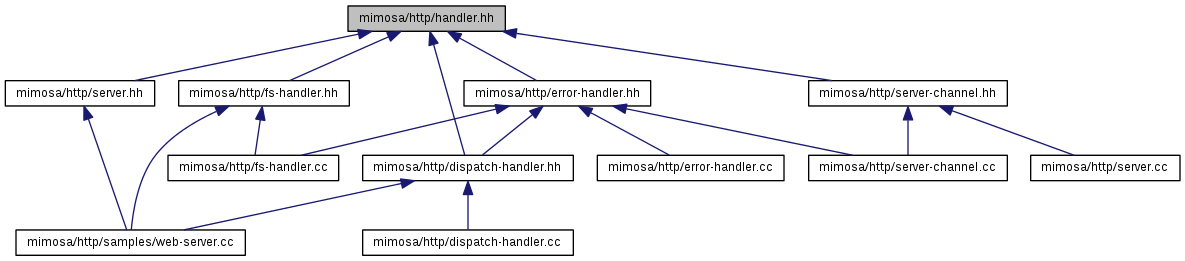 mimosa/http/handler.hh
mimosa/http/server.hh
mimosa/http/fs-handler.hh
mimosa/http/error-handler.hh
mimosa/http/server-channel.hh
mimosa/http/fs-handler.cc
mimosa/http/dispatch-handler.hh
mimosa/http/error-handler.cc
mimosa/http/server-channel.cc
mimosa/http/server.cc
mimosa/http/samples/web-server.cc
mimosa/http/dispatch-handler.cc